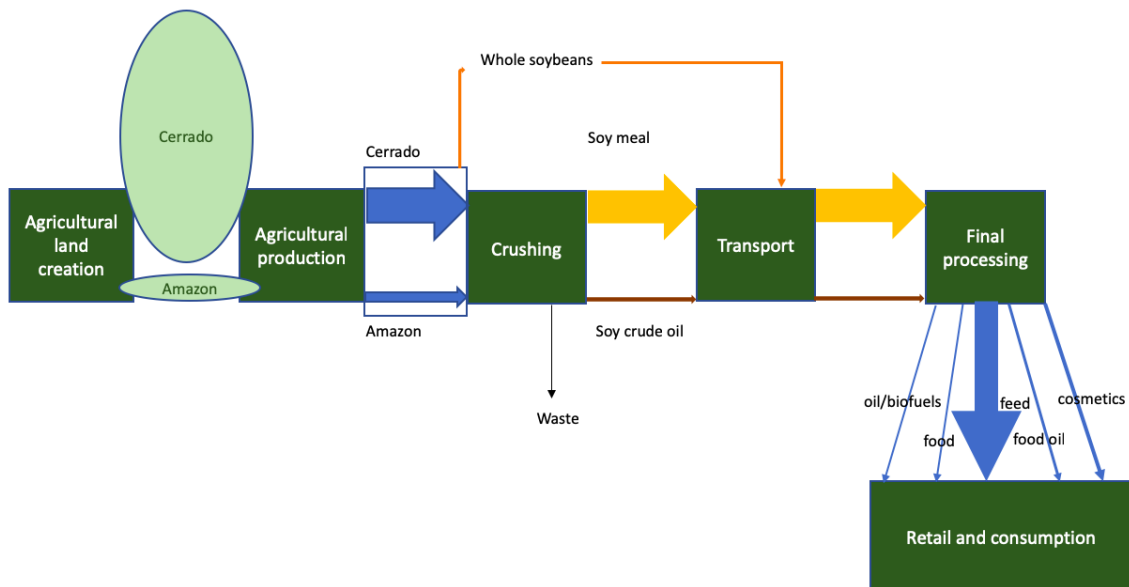 Whole soybeans
Cerrado
Cerrado
Soy meal
Agricultural
land
creation
Agricultural
production
Crushing
Transport
Final
processing
Amazon
Amazon
Soy crude oil
Waste
oil/biofuels
food
feed
food oil
cosmetics
Retail and consumption